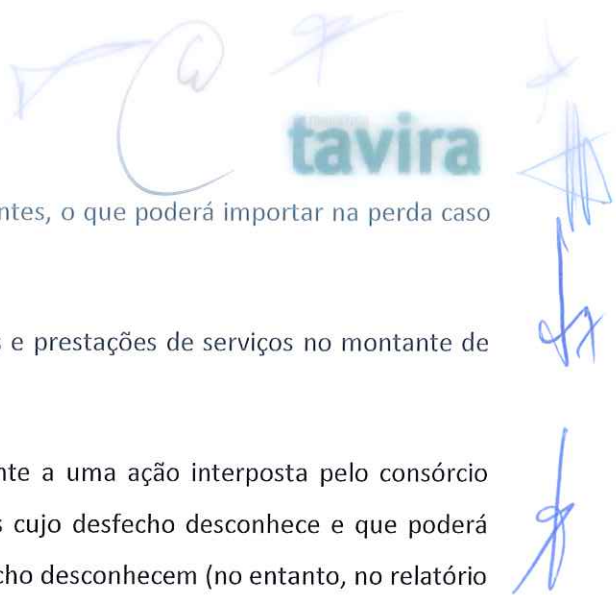 tavira
ntes, o que poderá importar na perda caso
s e prestações de serviços no montante de
nte a uma ação interposta pelo consórcio
s cujo desfecho desconhece e que poderá
cho desconhecem (no entanto, no relatório